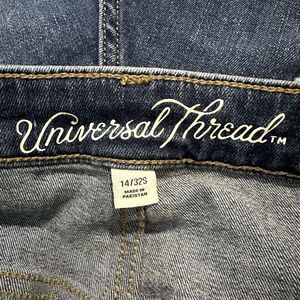 Universal Thread™
14/32S
MADE IN
PAKISTAN